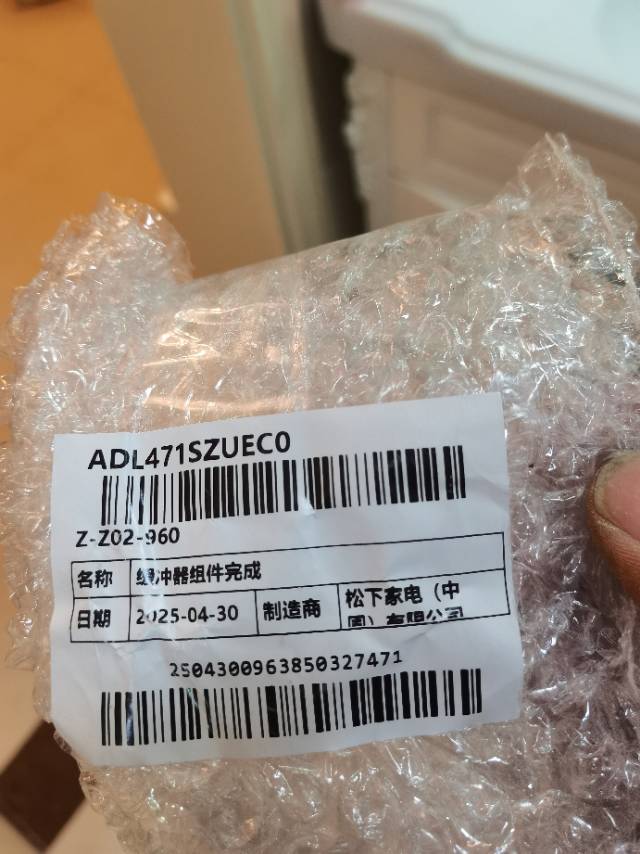 ADL471SZUEC0
Z-Z02-960
名称 缓冲器组件完成
日期 2025-04-30 制造商 松下家电（中
国）有限公司
2504300963850327471